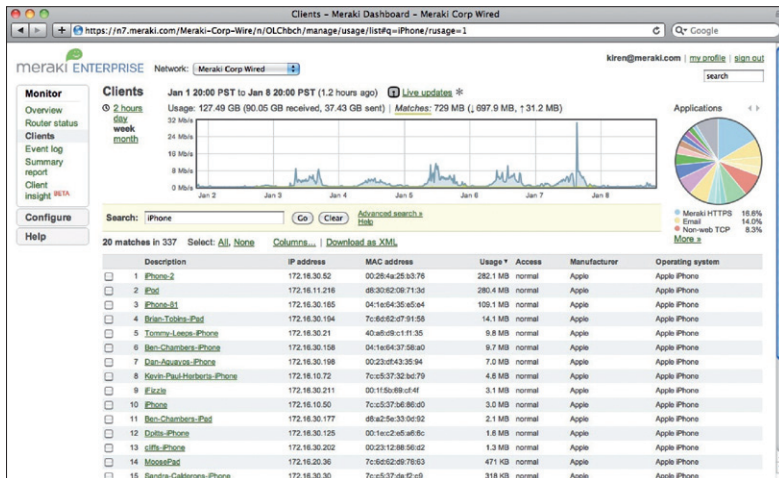 Clients – Meraki Dashboard – Meraki Corp Wired
https://n7.meraki.com/Meraki-Corp-Wire/n/OLChbch/manage/usage/list#q=iPhone/rusage=1
Google
kiren@meraki.com | my profile | sign out
meraki ENTERPRISE Network: Meraki Corp Wired
search
Monitor
Overview
Router status
Clients
Event log
Summary report
Client insight BETA
Configure
Help
Clients Jan 1 20:00 PST to Jan 8 20:00 PST (1.2 hours ago) Live updates
2 hours
day
week
month
Usage: 127.49 GB (90.05 GB received, 37.43 GB sent) | Matches: 729 MB (↓697.9 MB, ↑31.2 MB)
32 Mb/s
24 Mb/s
16 Mb/s
8 Mb/s
0 Mb/s
Jan 2 Jan 3 Jan 4 Jan 5 Jan 6 Jan 7 Jan 8
Applications
Meraki HTTPS 16.6%
Email 14.0%
Non-web TCP 8.3%
More »
Search: iPhone Go Clear Advanced search »
Help
20 matches in 337 Select: All, None Columns... | Download as XML
Description IP address MAC address Usage Access Manufacturer Operating system
1 iPhone-2 172.16.30.52 00:26:4a:25:b3:76 282.1 MB normal Apple Apple iPhone
2 iPod 172.16.11.216 d8:30:62:09:71:3d 280.4 MB normal Apple Apple iPhone
3 iPhone-81 172.16.30.185 04:1e:64:35:e5:e4 109.1 MB normal Apple Apple iPhone
4 Brian-Tobins-iPad 172.16.30.194 7c:6d:62:d7:91:58 14.1 MB normal Apple Apple iPhone
5 Tommy-Leeps-iPhone 172.16.30.21 40:a6:d9:c1:f1:35 9.8 MB normal Apple Apple iPhone
6 Ben-Chambers-iPhone 172.16.30.158 04:1e:64:37:56:a0 9.7 MB normal Apple Apple iPhone
7 Dan-Aguayos-iPhone 172.16.30.198 00:23:df:43:35:94 7.0 MB normal Apple Apple iPhone
8 Kevin-Paul-Herberts-iPhone 172.16.10.72 7c:c5:37:32:bd:79 4.6 MB normal Apple Apple iPhone
9 iFizzle 172.16.30.211 00:1f:5b:69:cf:4f 3.1 MB normal Apple Apple iPhone
10 iPhone 172.16.10.50 7c:c5:37:b6:86:d0 3.0 MB normal Apple Apple iPhone
11 Ben-Chambers-iPad 172.16.30.177 d8:a2:5e:33:0d:92 2.1 MB normal Apple Apple iPhone
12 Dpitts-iPhone 172.16.30.125 00:1e:c2:e5:a6:6c 1.6 MB normal Apple Apple iPhone
13 cliffs-iPhone 172.16.30.202 00:23:12:88:56:d2 1.3 MB normal Apple Apple iPhone
14 MoosePad 172.16.20.36 7c:6d:62:d9:78:63 471 KB normal Apple Apple iPhone
15 Sandra-Calderons-iPhone 172.16.30.30 7c:c5:37:da:f2:c9 318 KB normal Apple Apple iPhone